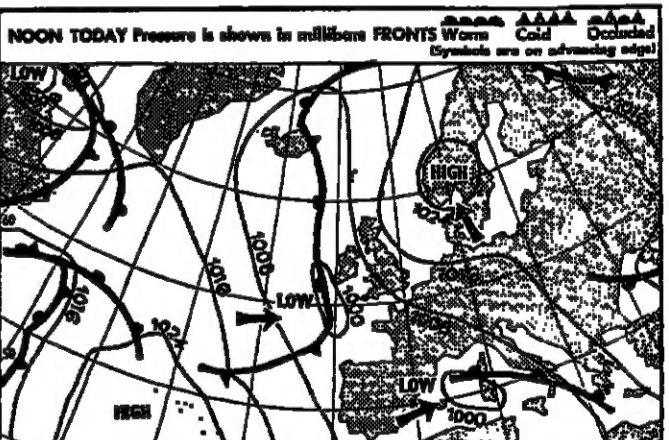 NOON TODAY Pressure is shown in millibars FRONTS Warm Cold Occluded
(Symbols are on advancing edge)
LOW
HIGH
1024
1016
1008
LOW
1000
1016
1024
HIGH
LOW
1000